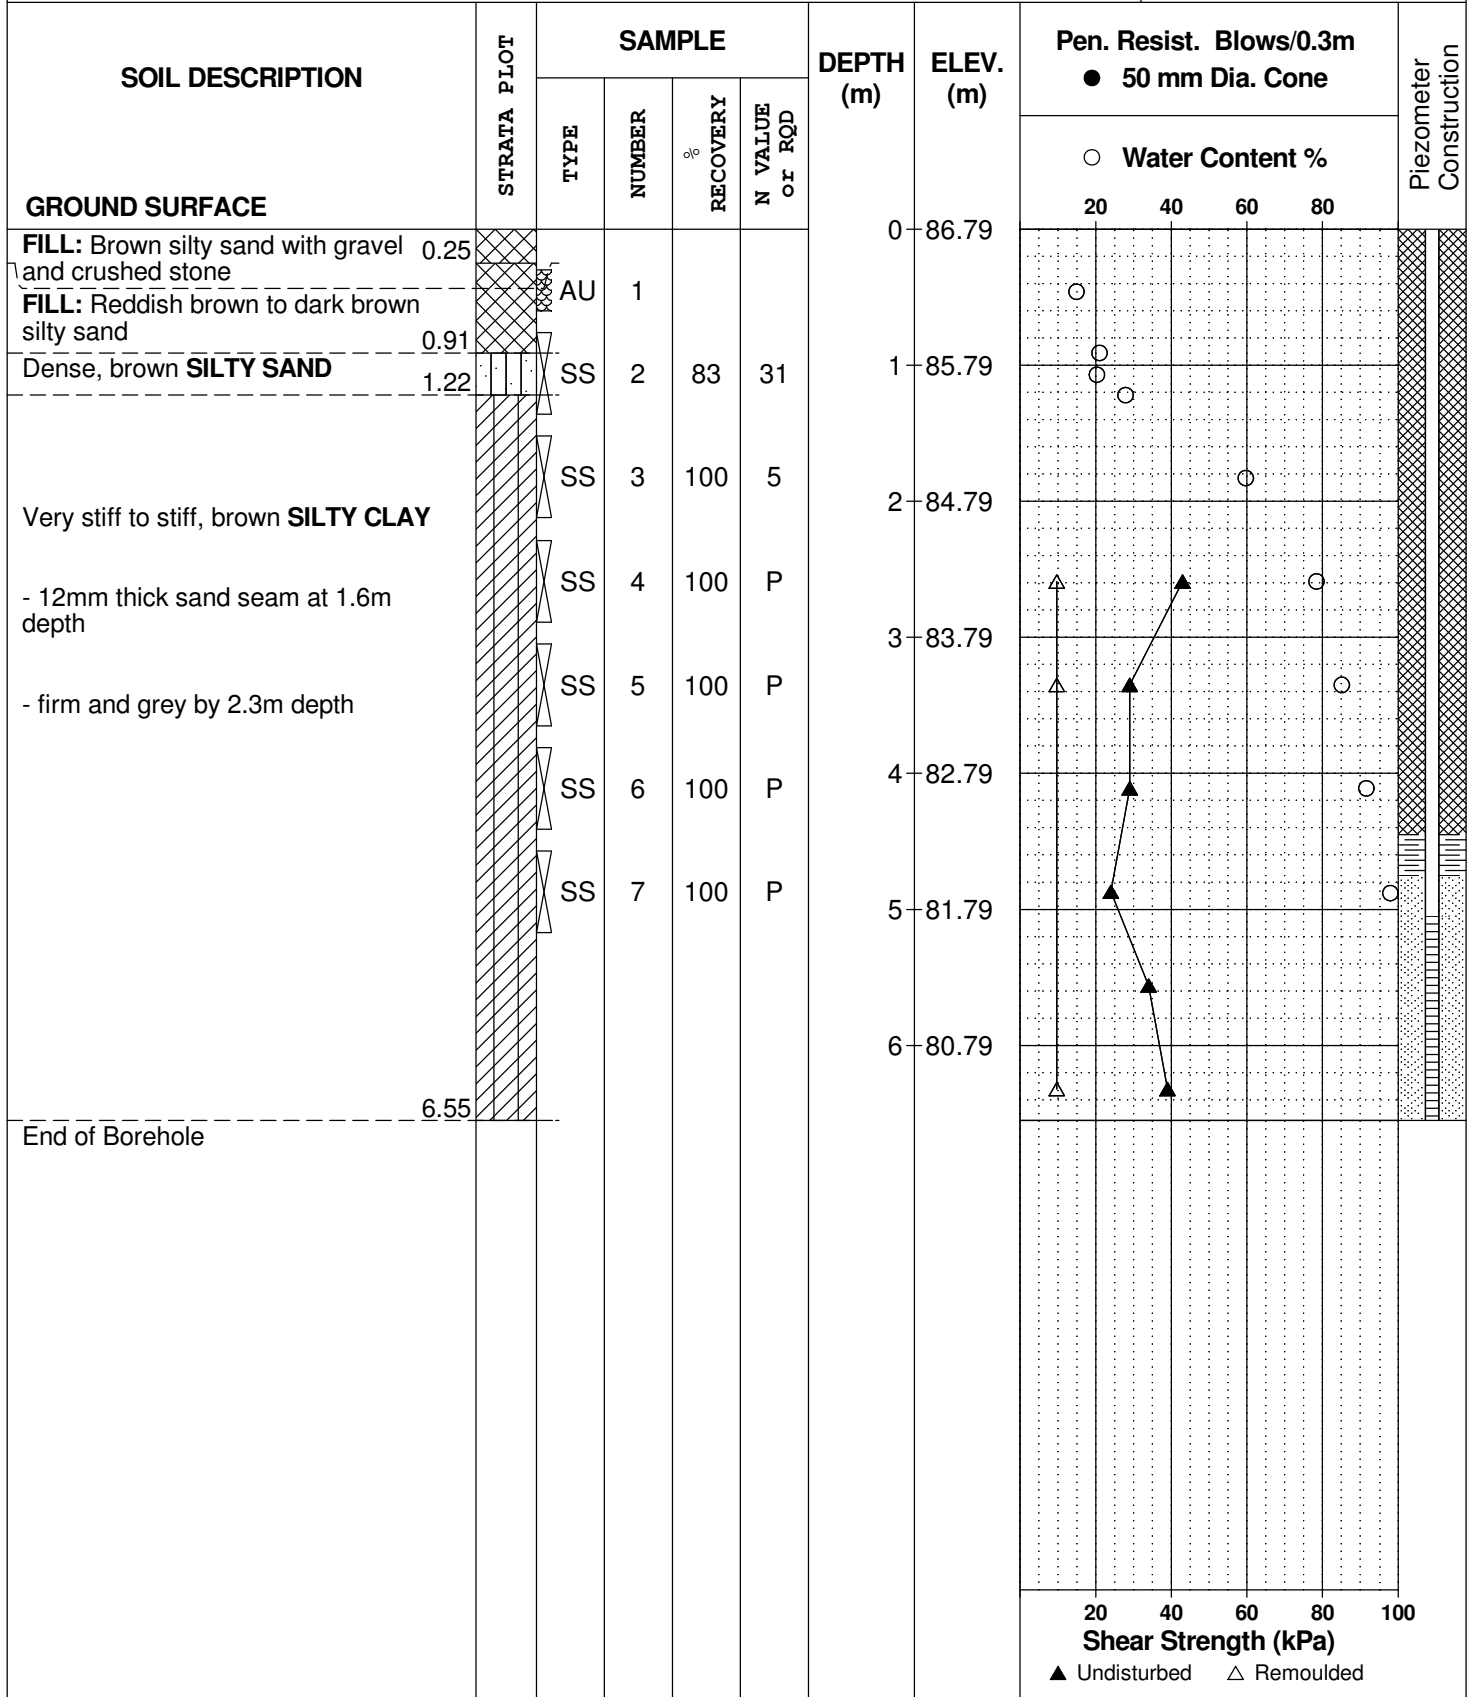 SOIL DESCRIPTION
GROUND SURFACE
STRATA PLOT
SAMPLE
TYPE
NUMBER
% RECOVERY
N VALUE
or RQD
DEPTH
(m)
ELEV.
(m)
Pen. Resist. Blows/0.3m
● 50 mm Dia. Cone
○ Water Content %
20 40 60 80
Piezometer
Construction
0 86.79
FILL: Brown silty sand with gravel 0.25
and crushed stone
AU 1
FILL: Reddish brown to dark brown
silty sand 0.91
1 85.79
Dense, brown SILTY SAND 1.22
SS 2 83 31
SS 3 100 5
2 84.79
Very stiff to stiff, brown SILTY CLAY
SS 4 100 P
- 12mm thick sand seam at 1.6m
depth
3 83.79
SS 5 100 P
- firm and grey by 2.3m depth
4 82.79
SS 6 100 P
SS 7 100 P
5 81.79
6 80.79
6.55
End of Borehole
20 40 60 80 100
Shear Strength (kPa)
▲ Undisturbed △ Remoulded